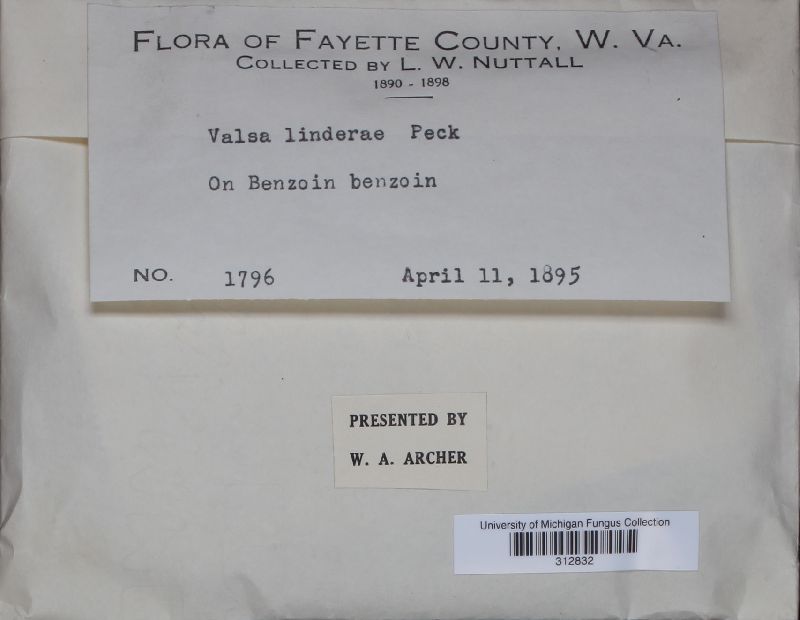 FLORA OF FAYETTE COUNTY, W. VA.
COLLECTED BY L. W. NUTTALL
1890 - 1898
Valsa linderae Peck
On Benzoin benzoin
NO. 1796 April 11, 1895
PRESENTED BY
W. A. ARCHER
University of Michigan Fungus Collection
312832